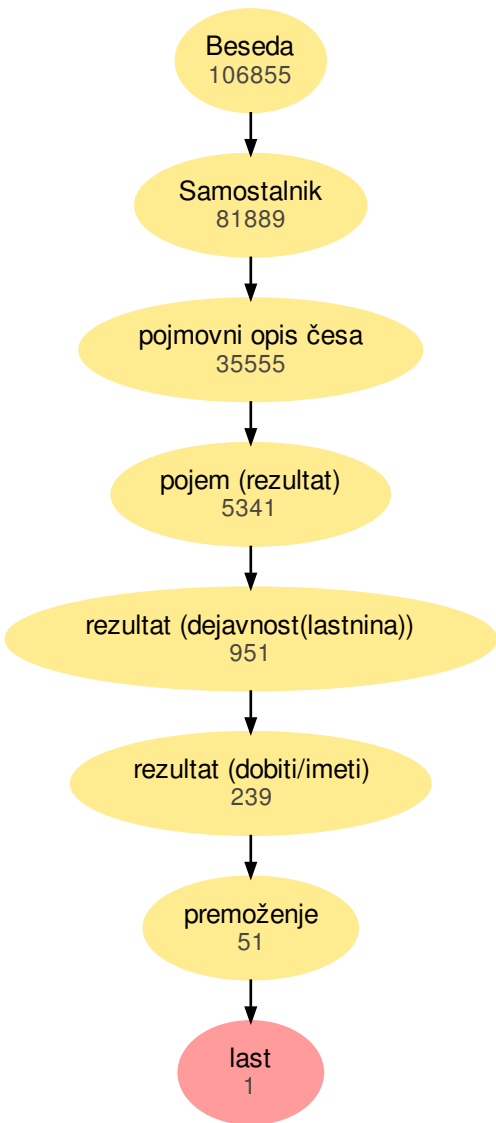 Beseda
106855
Samostalnik
81889
pojmovni opis česa
35555
pojem (rezultat)
5341
rezultat (dejavnost(lastnina))
951
rezultat (dobiti/imeti)
239
premoženje
51
last
1